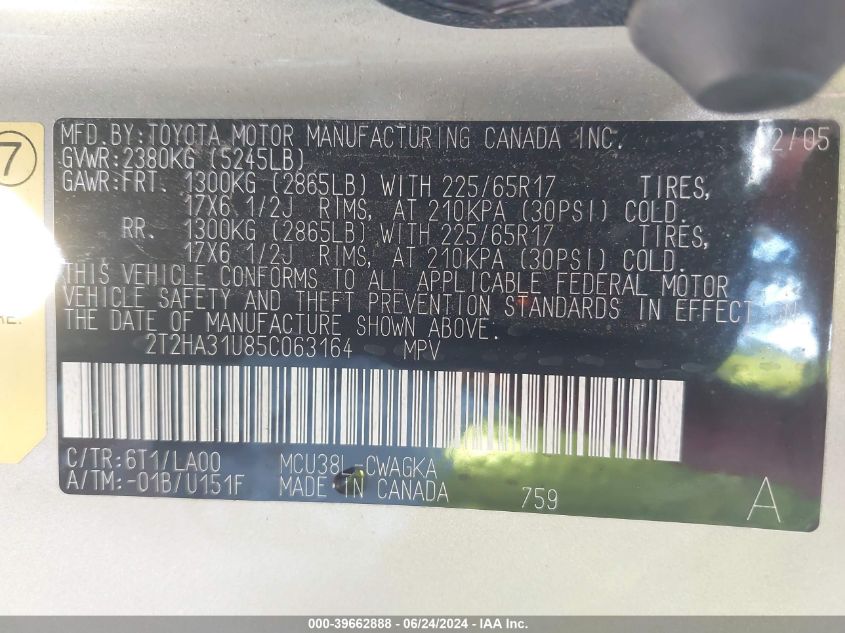 7
MFD.BY:TOYOTA MOTOR MANUFACTURING CANADA INC. 2/05
GVWR:2380KG (5245LB)
GAWR:FRT. 1300KG (2865LB) WITH 225/65R17 TIRES,
17X6 1/2J RIMS, AT 210KPA (30PSI) COLD.
RR. 1300KG (2865LB) WITH 225/65R17 TIRES,
17X6 1/2J RIMS, AT 210KPA (30PSI) COLD.
THIS VEHICLE CONFORMS TO ALL APPLICABLE FEDERAL MOTOR
VEHICLE SAFETY AND THEFT PREVENTION STANDARDS IN EFFECT ON
THE DATE OF MANUFACTURE SHOWN ABOVE.
2T2HA31U85C063164 MPV
C/TR:6T1/LA00 MCU38L-CWAGKA
A/TM:-01B/U151F MADE IN CANADA 759 A
000-39662888 - 06/24/2024 - IAA Inc.